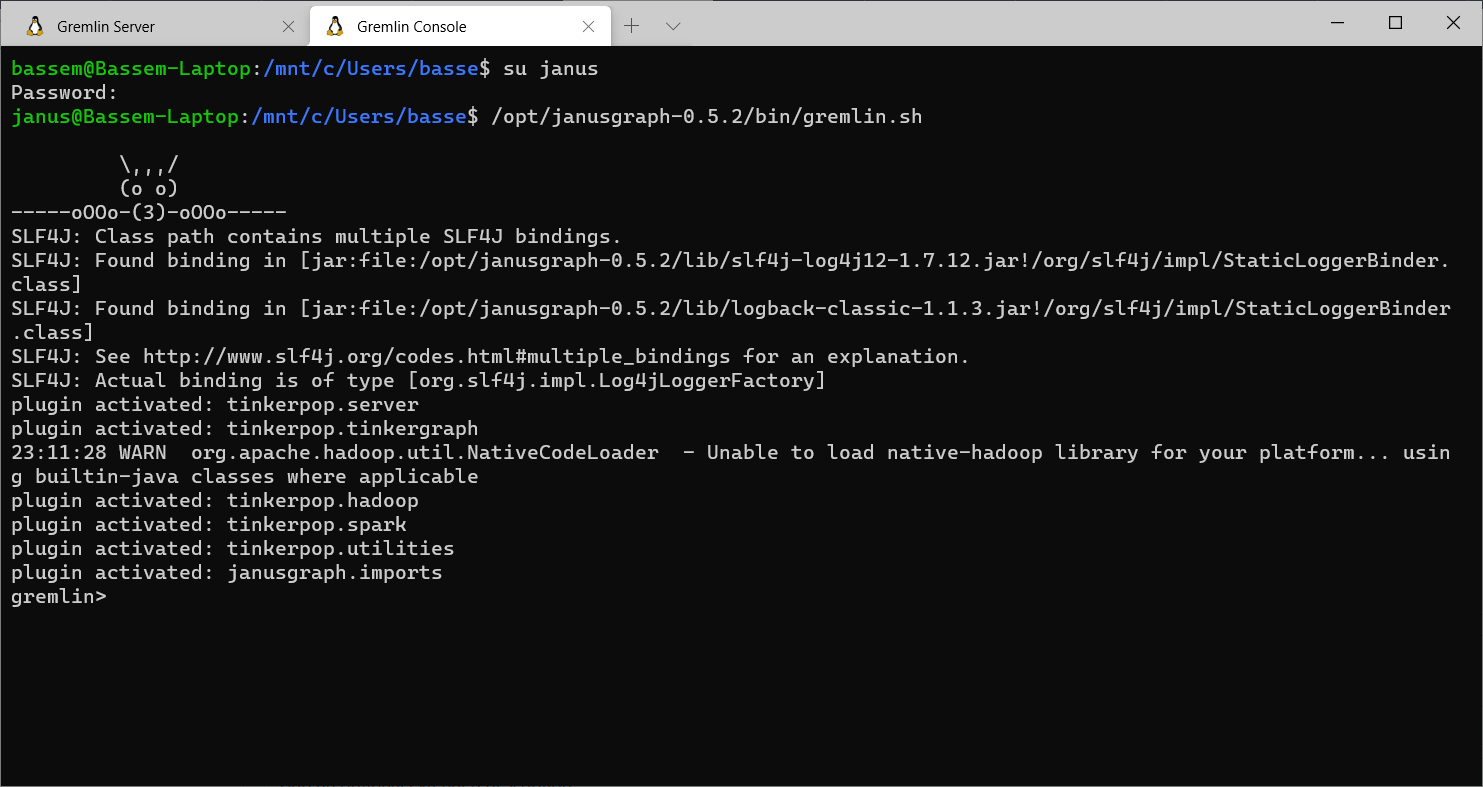 Gremlin Server
Gremlin Console
bassem@Bassem-Laptop:/mnt/c/Users/basse$ su janus
Password:
janus@Bassem-Laptop:/mnt/c/Users/basse$ /opt/janusgraph-0.5.2/bin/gremlin.sh
         \,,,/
         (o o)
-----oOOo-(3)-oOOo-----
SLF4J: Class path contains multiple SLF4J bindings.
SLF4J: Found binding in [jar:file:/opt/janusgraph-0.5.2/lib/slf4j-log4j12-1.7.12.jar!/org/slf4j/impl/StaticLoggerBinder.
class]
SLF4J: Found binding in [jar:file:/opt/janusgraph-0.5.2/lib/logback-classic-1.1.3.jar!/org/slf4j/impl/StaticLoggerBinder
.class]
SLF4J: See http://www.slf4j.org/codes.html#multiple_bindings for an explanation.
SLF4J: Actual binding is of type [org.slf4j.impl.Log4jLoggerFactory]
plugin activated: tinkerpop.server
plugin activated: tinkerpop.tinkergraph
23:11:28 WARN  org.apache.hadoop.util.NativeCodeLoader  - Unable to load native-hadoop library for your platform... usin
g builtin-java classes where applicable
plugin activated: tinkerpop.hadoop
plugin activated: tinkerpop.spark
plugin activated: tinkerpop.utilities
plugin activated: janusgraph.imports
gremlin>